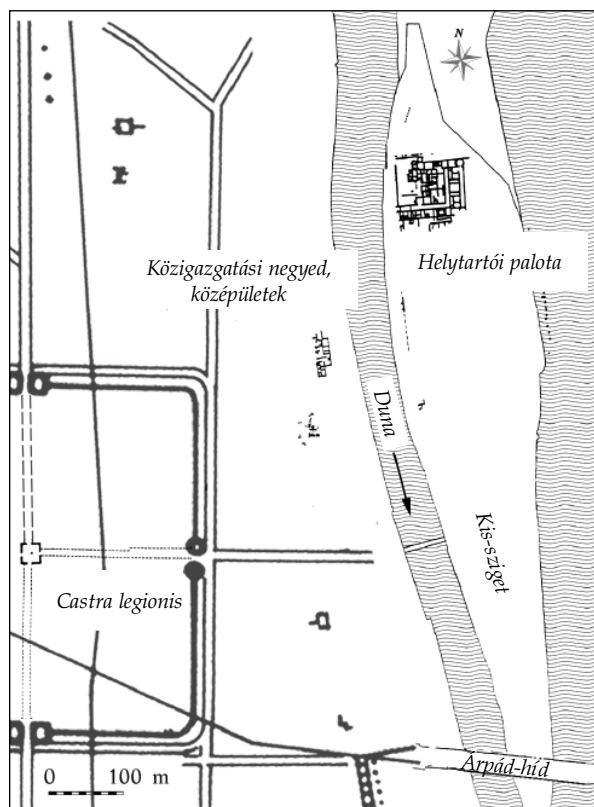 N
Közigazgatási negyed,
középületek
Helytartói palota
Duna
Kis-sziget
Castra legionis
Árpád-híd
0 100 m